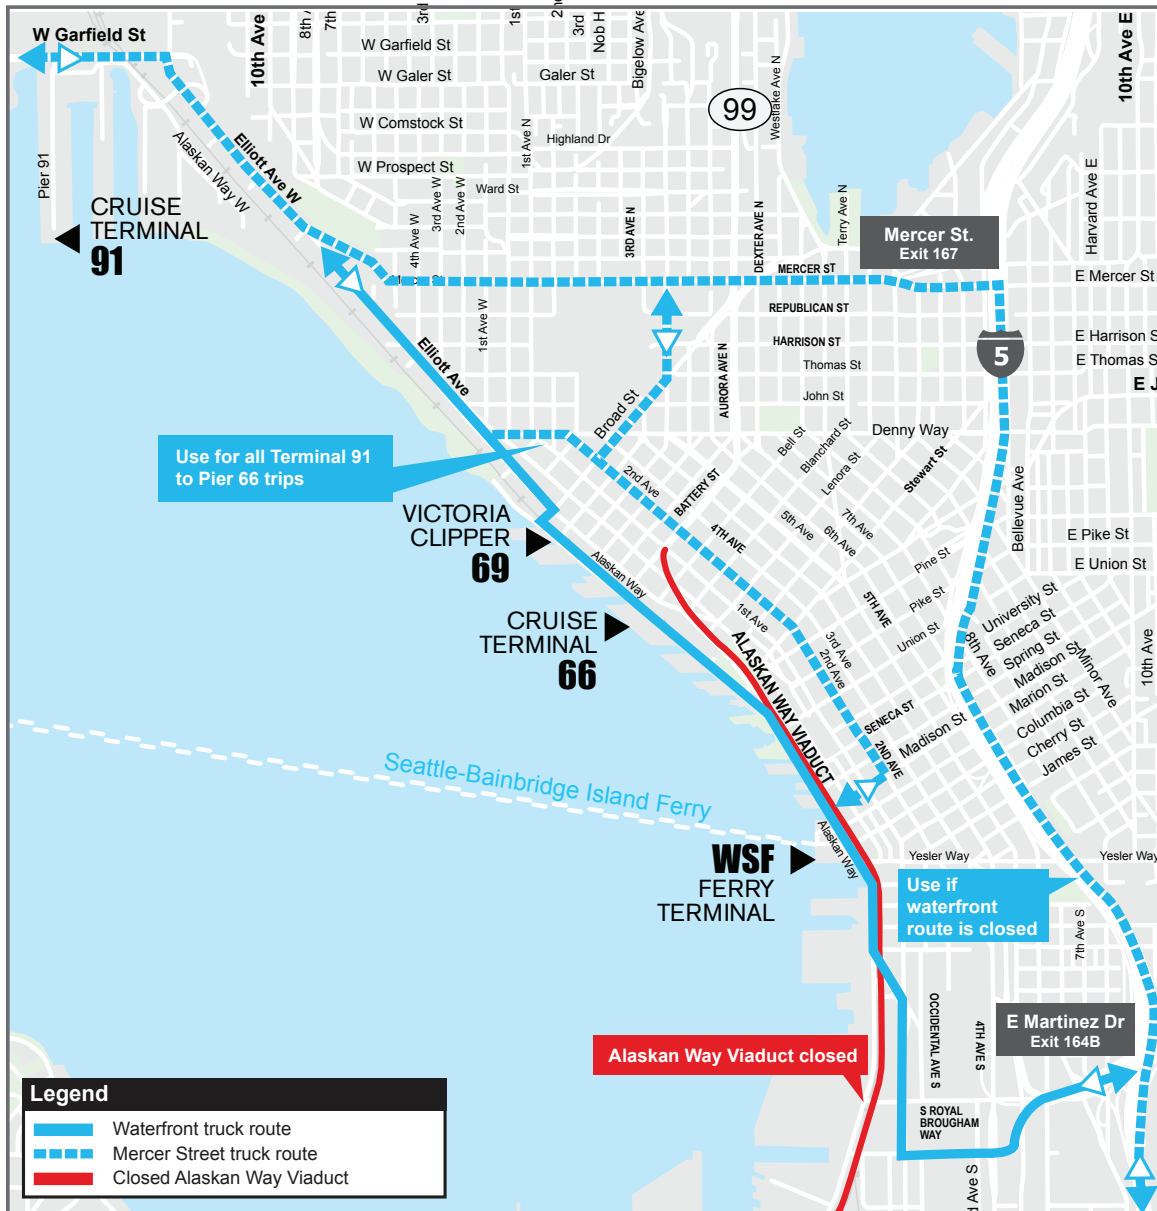 W Garfield St
10th Ave
8th
7th
3rd
1st
2nd
3rd
Nob H
Bigelow Ave
W Garfield St
W Galer St
Galer St
99
Westlake Ave N
10th Ave E
W Comstock St
1st Ave N
Highland Dr
W Prospect St
Elliott Ave W
Alaskan Way W
Pier 91
CRUISE
TERMINAL
91
4th Ave W
3rd Ave W
2nd Ave W
Ward St
3RD AVE N
DEXTER AVE N
Terry Ave N
Mercer St.
Exit 167
Harvard Ave E
MERCER ST
E Mercer St
1st Ave W
REPUBLICAN ST
Elliott Ave
HARRISON ST
AURORA AVE N
Thomas St
5
E Harrison S
E Thomas S
E J
John St
Broad St
Denny Way
Bell St
Blanchard St
Lenora St
Stewart St
Use for all Terminal 91
to Pier 66 trips
2nd Ave
BATTERY ST
4TH AVE
5th Ave
6th Ave
7th Ave
Bellevue Ave
VICTORIA
CLIPPER
69
E Pike St
E Union St
Pine St
Pike St
Union St
Alaskan Way
1st Ave
5TH AVE
University St
Seneca St
Spring St
Madison St
Marion St
Columbia St
Cherry St
James St
8th Ave
Minor Ave
10th Ave
CRUISE
TERMINAL
66
ALASKAN WAY VIADUCT
3rd Ave
2nd Ave
SENECA ST
2ND AVE
Madison St
Seattle-Bainbridge Island Ferry
Alaskan Way
WSF
FERRY
TERMINAL
Yesler Way
Yesler Way
Use if
waterfront
route is closed
7th Ave S
OCCIDENTAL AVE S
4TH AVE S
E Martinez Dr
Exit 164B
Alaskan Way Viaduct closed
S ROYAL
BROUGHAM
WAY
d Ave S
Legend
Waterfront truck route
Mercer Street truck route
Closed Alaskan Way Viaduct